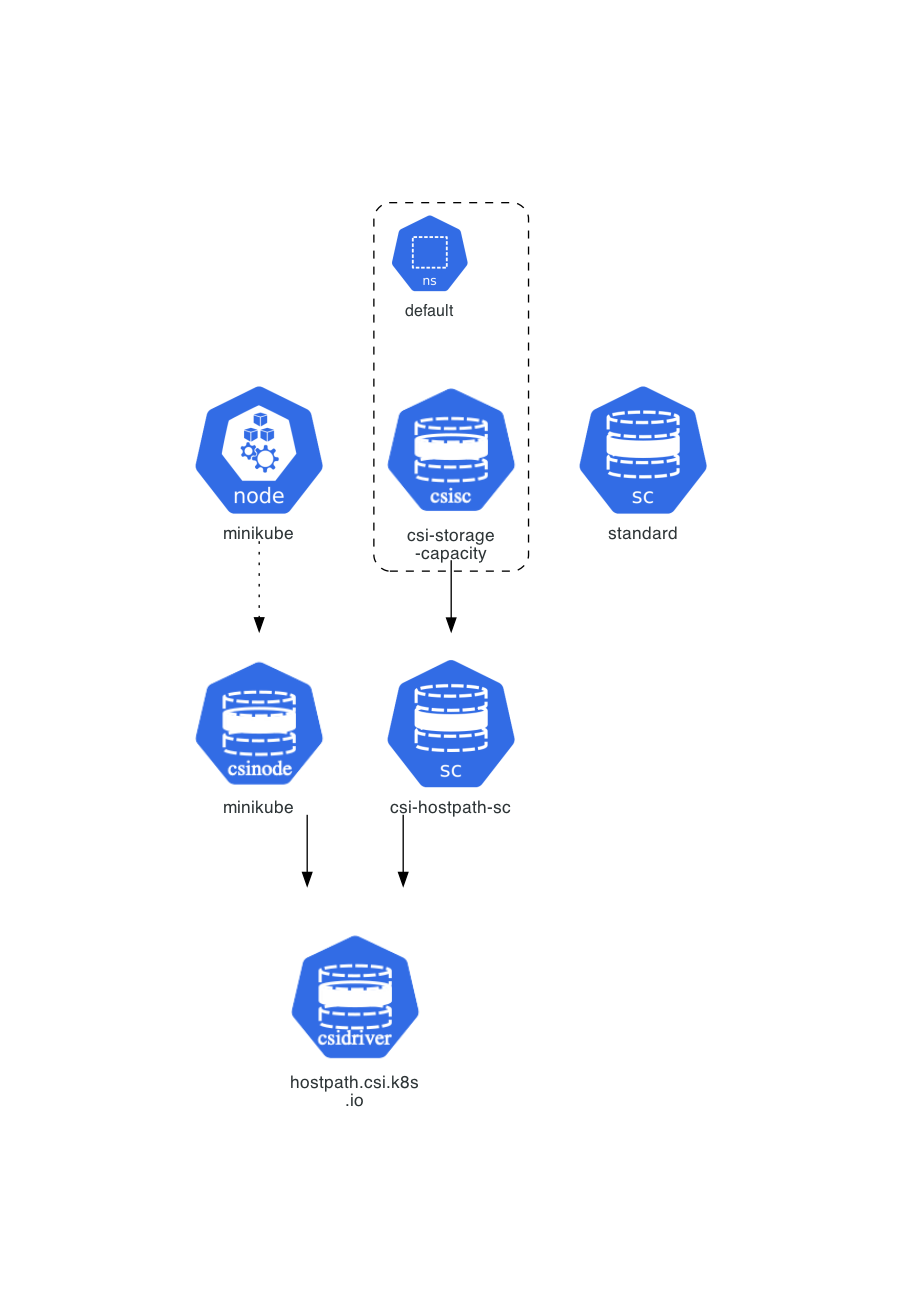 ns
default
node
minikube
csisc
csi-storage
-capacity
sc
standard
csinode
minikube
sc
csi-hostpath-sc
csidriver
hostpath.csi.k8s
.io